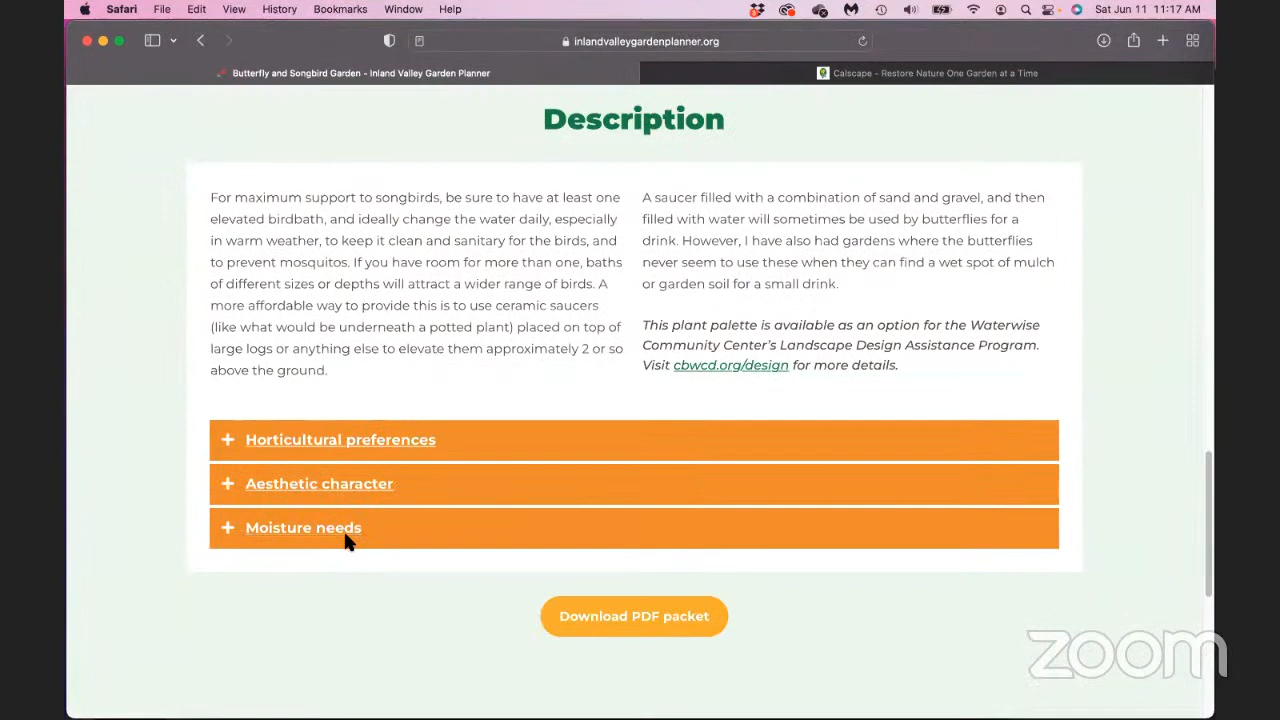 Safari File Edit View History Bookmarks Window Help Sat Jun 11 11:17 AM
inlandvalleygardenplanner.org
Butterfly and Songbird Garden - Inland Valley Garden Planner
Calscape - Restore Nature One Garden at a Time
Description
For maximum support to songbirds, be sure to have at least one
elevated birdbath, and ideally change the water daily, especially
in warm weather, to keep it clean and sanitary for the birds, and
to prevent mosquitos. If you have room for more than one, baths
of different sizes or depths will attract a wider range of birds. A
more affordable way to provide this is to use ceramic saucers
(like what would be underneath a potted plant) placed on top of
large logs or anything else to elevate them approximately 2 or so
above the ground.
A saucer filled with a combination of sand and gravel, and then
filled with water will sometimes be used by butterflies for a
drink. However, I have also had gardens where the butterflies
never seem to use these when they can find a wet spot of mulch
or garden soil for a small drink.
This plant palette is available as an option for the Waterwise
Community Center's Landscape Design Assistance Program.
Visit cbwcd.org/design for more details.
Horticultural preferences
Aesthetic character
Moisture needs
Download PDF packet
zoom